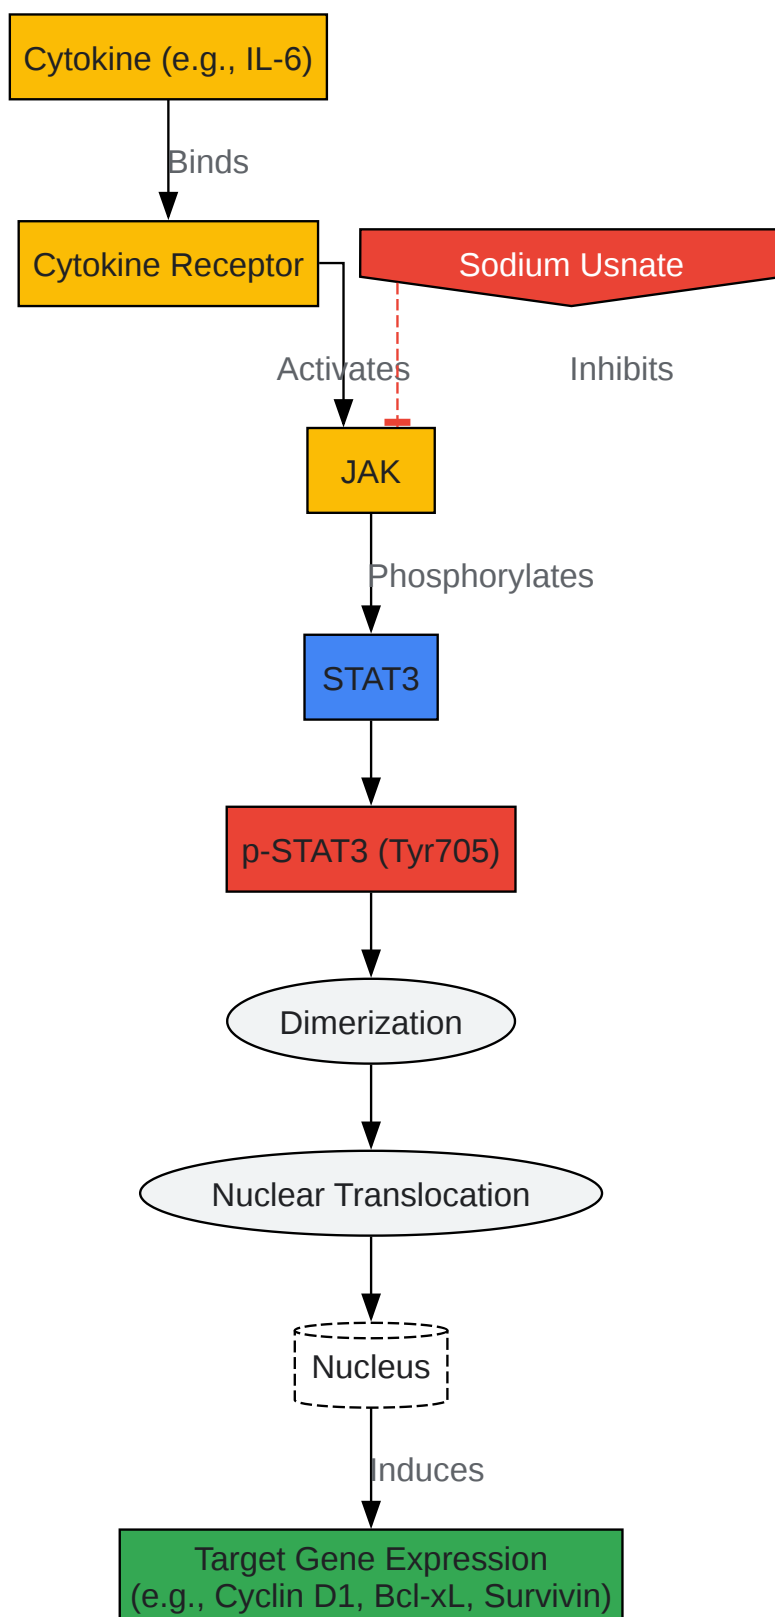 Cytokine (e.g., IL-6)
Binds
Cytokine Receptor
Sodium Usnate
Activates
Inhibits
JAK
Phosphorylates
STAT3
p-STAT3 (Tyr705)
Dimerization
Nuclear Translocation
Nucleus
Induces
Target Gene Expression
(e.g., Cyclin D1, Bcl-xL, Survivin)